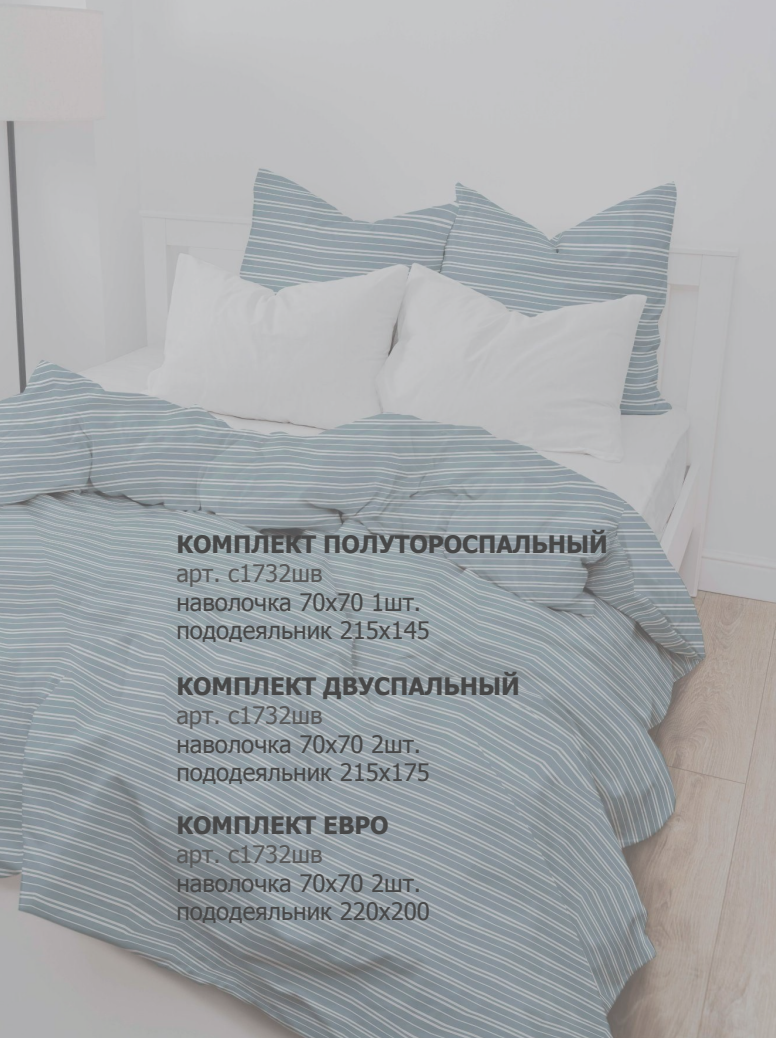 КОМПЛЕКТ ПОЛУТОРОСПАЛЬНЫЙ
арт. с1732шв
наволочка 70х70 1шт.
пододеяльник 215х145
КОМПЛЕКТ ДВУСПАЛЬНЫЙ
арт. с1732шв
наволочка 70х70 2шт.
пододеяльник 215х175
КОМПЛЕКТ ЕВРО
арт. с1732шв
наволочка 70х70 2шт.
пододеяльник 220х200